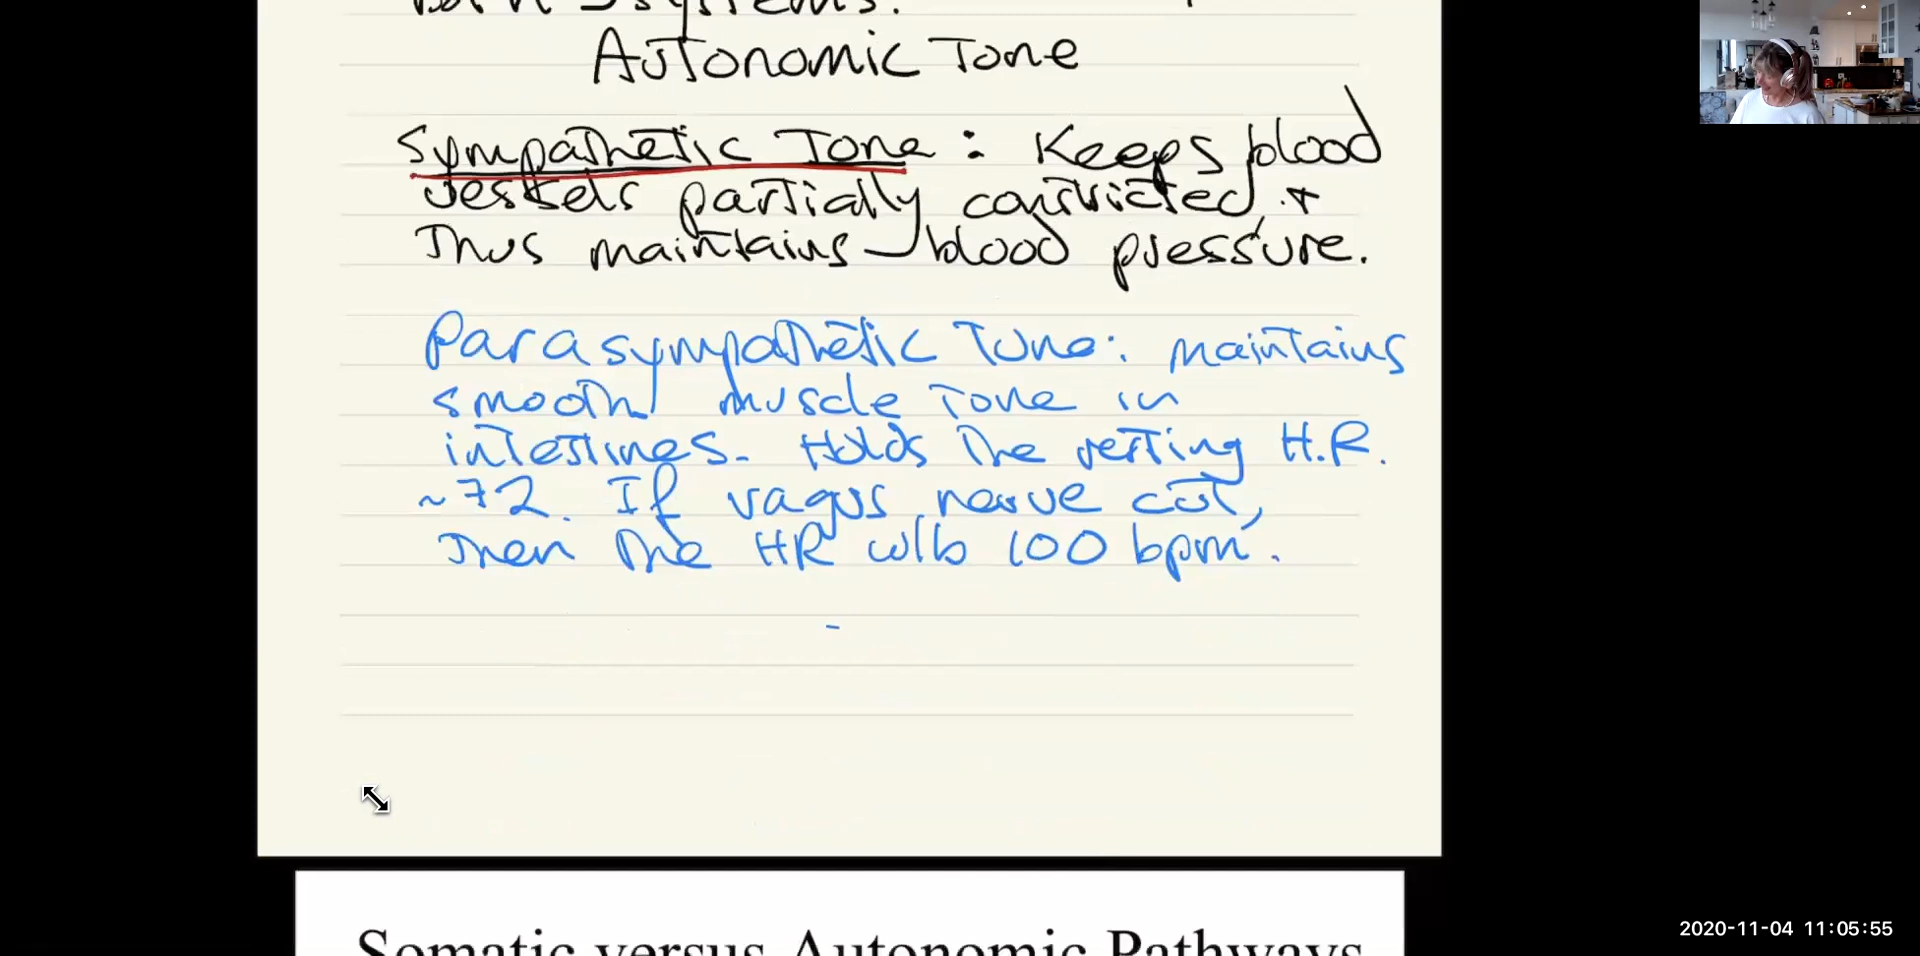 Both systems.
Autonomic Tone
Sympathetic Tone: Keeps blood
vessels partially constricted, +
Thus maintains blood pressure.
Parasympathetic Tone: maintains
smooth muscle Tone in
intestines. Holds The resting H.R.
~72. If vagus nerve cut,
Then The HR w/b 100 bpm.
Somatic versus Autonomic Pathways
2020-11-04 11:05:55